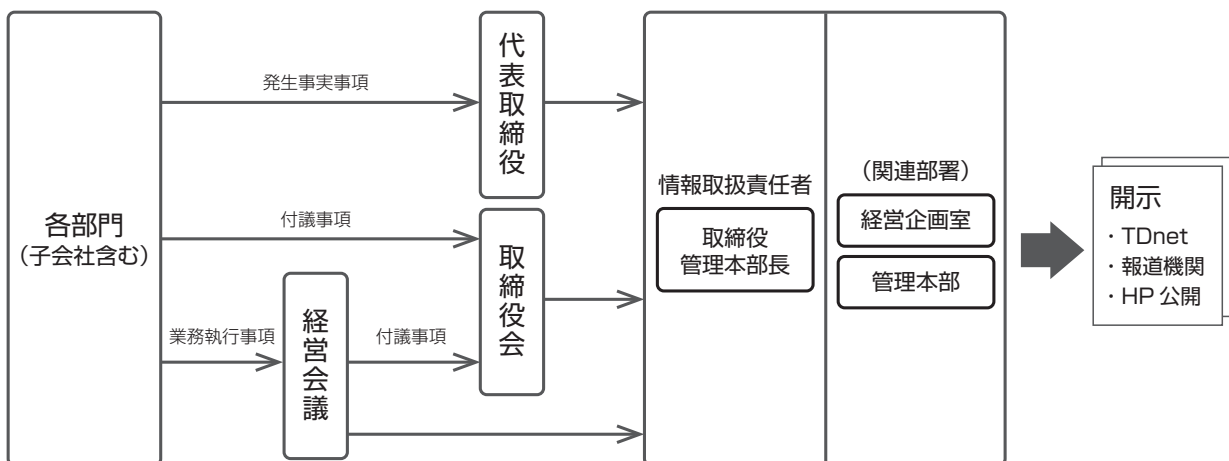 各部門
（子会社含む）
発生事実事項
付議事項
業務執行事項
経営会議
付議事項
代表取締役
取締役会
情報取扱責任者
取締役
管理本部長
（関連部署）
経営企画室
管理本部
開示
・TDnet
・報道機関
・HP 公開